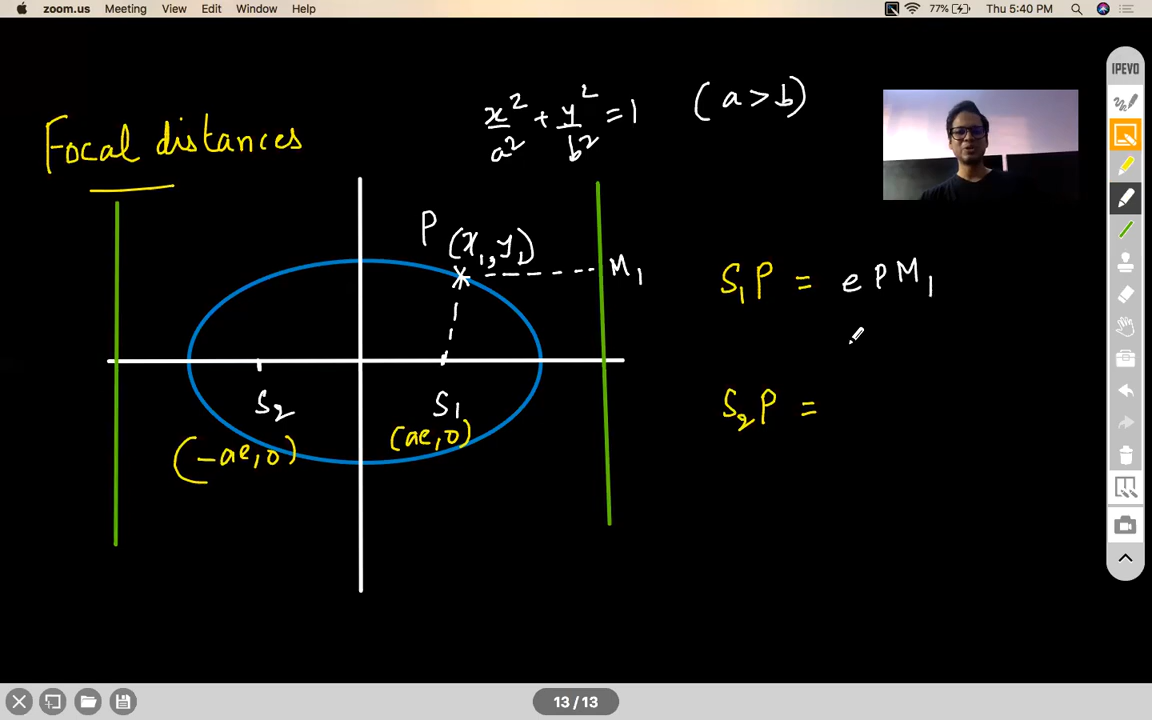 zoom.us Meeting View Edit Window Help 77% Thu 5:40 PM
Focal distances
x²/a² + y²/b² = 1 (a > b)
IPEVO
P (x₁, y₁)
M₁
S₁P = e PM₁
S₂ S₁
(-ae, 0) (ae, 0)
S₂P =
13 / 13